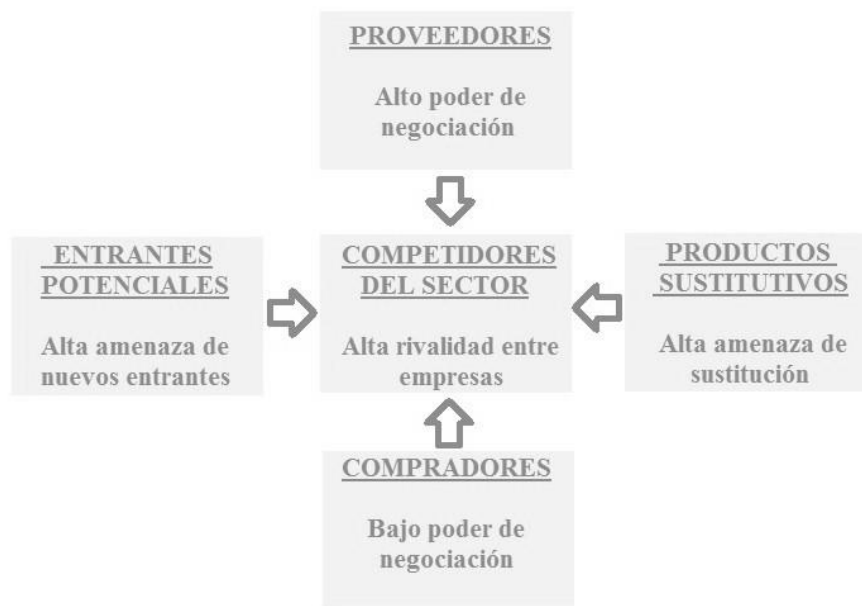 PROVEEDORES
Alto poder de
negociación
ENTRANTES
POTENCIALES
Alta amenaza de
nuevos entrantes
COMPETIDORES
DEL SECTOR
Alta rivalidad entre
empresas
PRODUCTOS
SUSTITUTIVOS
Alta amenaza de
sustitución
COMPRADORES
Bajo poder de
negociación